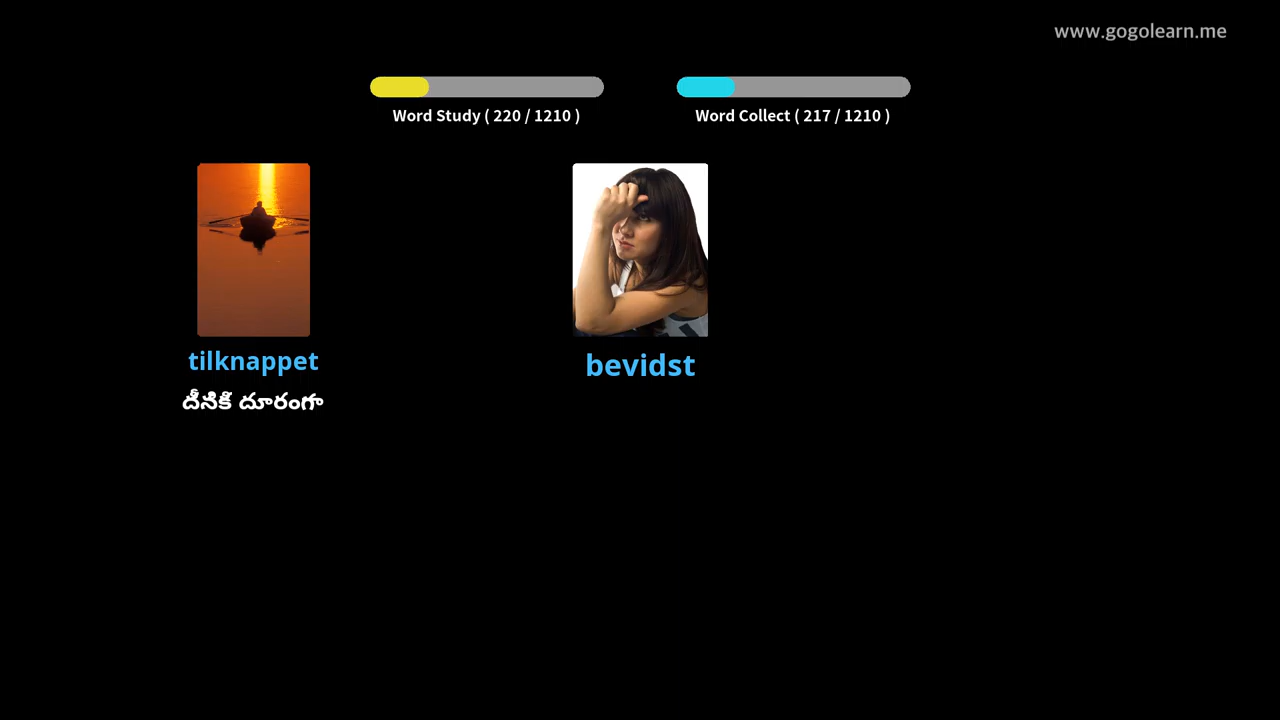 www.gogolearn.me
Word Study ( 220 / 1210 )
Word Collect ( 217 / 1210 )
tilknappet
దీనికి దూరంగా
bevidst